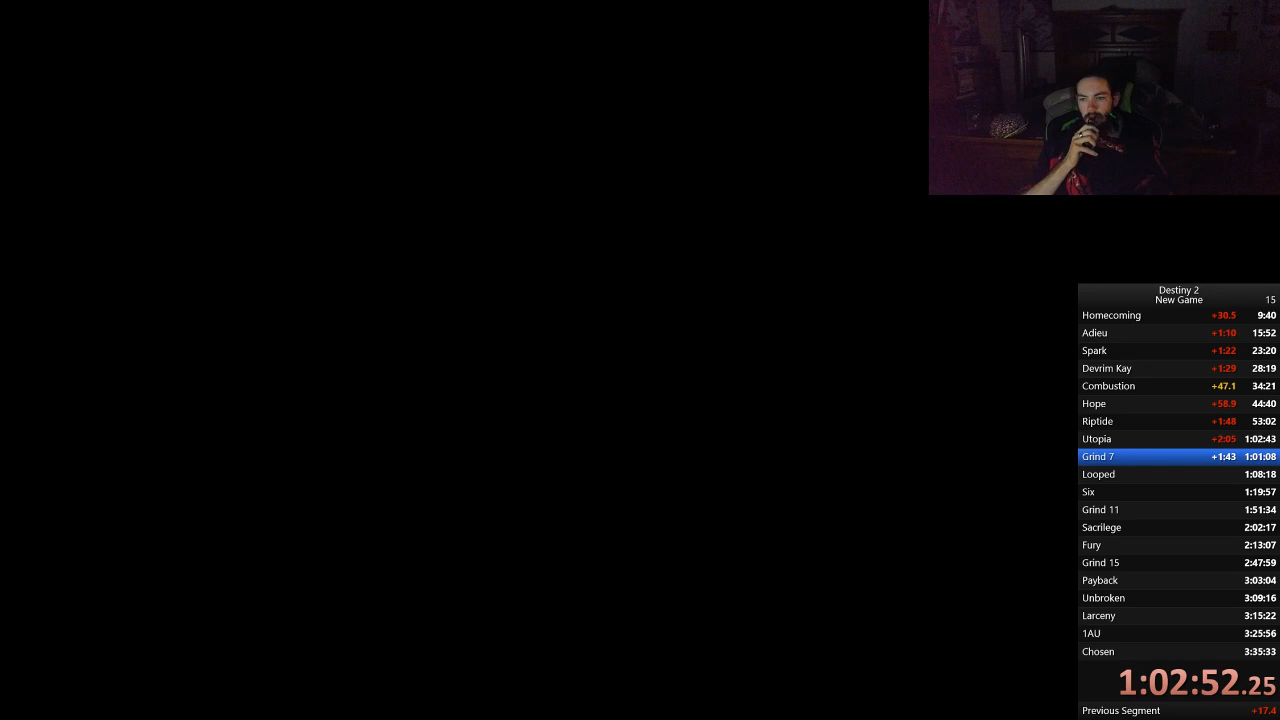 Destiny 2
New Game 15
Homecoming +30.5 9:40
Adieu +1:10 15:52
Spark +1:22 23:20
Devrim Kay +1:29 28:19
Combustion +47.1 34:21
Hope +58.9 44:40
Riptide +1:48 53:02
Utopia +2:05 1:02:43
Grind 7 +1:43 1:01:08
Looped 1:08:18
Six 1:19:57
Grind 11 1:51:34
Sacrilege 2:02:17
Fury 2:13:07
Grind 15 2:47:59
Payback 3:03:04
Unbroken 3:09:16
Larceny 3:15:22
1AU 3:25:56
Chosen 3:35:33
1:02:52.25
Previous Segment +17.4